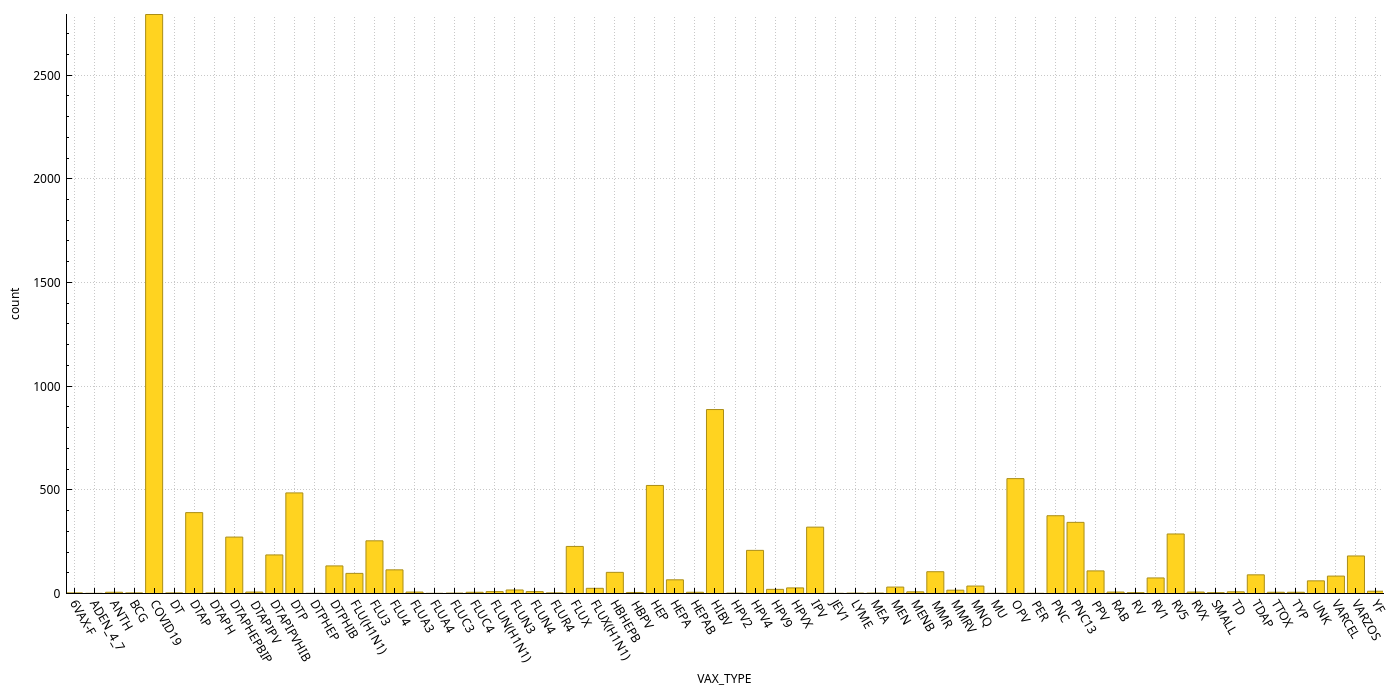 2500
2000
1500
1000
500
0
count
6VAX-F
ADEN_4_7
ANTH
BCG
COVID19
DT
DTAP
DTAPH
DTAPHEPBIP
DTAPIPV
DTAPIPVHIB
DTP
DTPHEP
DTPHIB
FLU(H1N1)
FLU3
FLU4
FLUA3
FLUA4
FLUC3
FLUC4
FLUN(H1N1)
FLUN3
FLUN4
FLUR4
FLUX
FLUX(H1N1)
HBHEPB
HBPV
HEP
HEPA
HEPAB
HIBV
HPV2
HPV4
HPV9
HPVX
IPV
JEV1
LYME
MEA
MEN
MENB
MMR
MMRV
MNQ
MU
OPV
PER
PNC
PNC13
PPV
RAB
RV
RV1
RV5
RVX
SMALL
TD
TDAP
TTOX
TYP
UNK
VARCEL
VARZOS
YF
VAX_TYPE